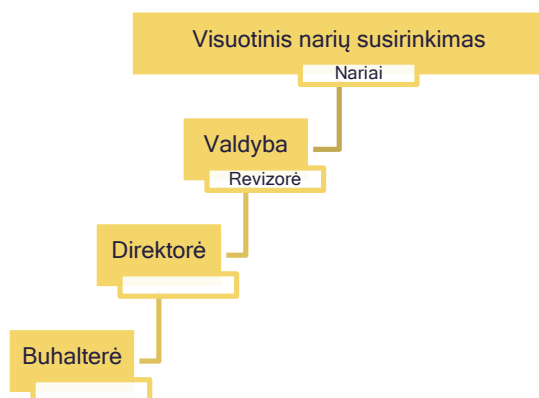 Visuotinis narių susirinkimas
Nariai
Valdyba
Revizorė
Direktorė
Buhalterė